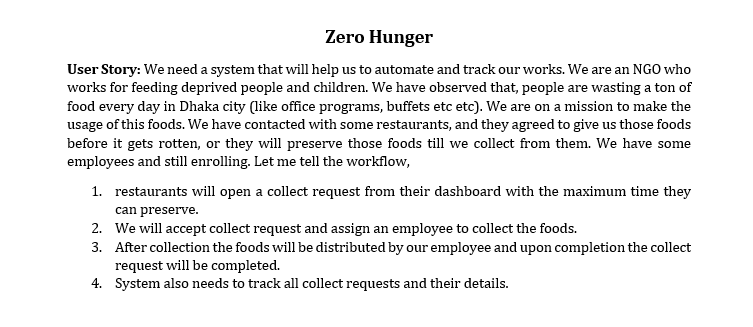 Zero Hunger
User Story: We need a system that will help us to automate and track our works. We are an NGO who
works for feeding deprived people and children. We have observed that, people are wasting a ton of
food every day in Dhaka city (like office programs, buffets etc etc). We are on a mission to make the
usage of this foods. We have contacted with some restaurants, and they agreed to give us those foods
before it gets rotten, or they will preserve those foods till we collect from them. We have some
employees and still enrolling. Let me tell the workflow,
1. restaurants will open a collect request from their dashboard with the maximum time they
can preserve.
2. We will accept collect request and assign an employee to collect the foods.
3. After collection the foods will be distributed by our employee and upon completion the collect
request will be completed.
4. System also needs to track all collect requests and their details.